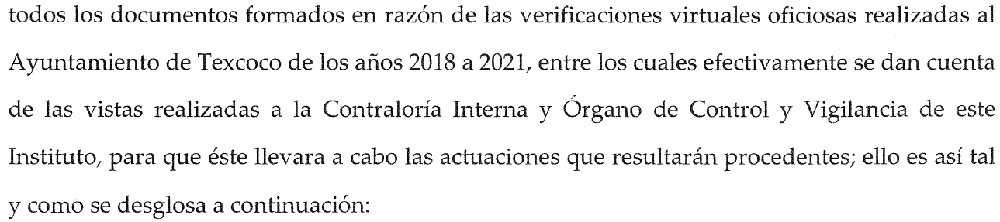 todos los documentos formados en razón de las verificaciones virtuales oficiosas realizadas al
Ayuntamiento de Texcoco de los años 2018 a 2021, entre los cuales efectivamente se dan cuenta
de las vistas realizadas a la Contraloría Interna y Órgano de Control y Vigilancia de este
Instituto, para que éste llevara a cabo las actuaciones que resultarán procedentes; ello es así tal
y como se desglosa a continuación: